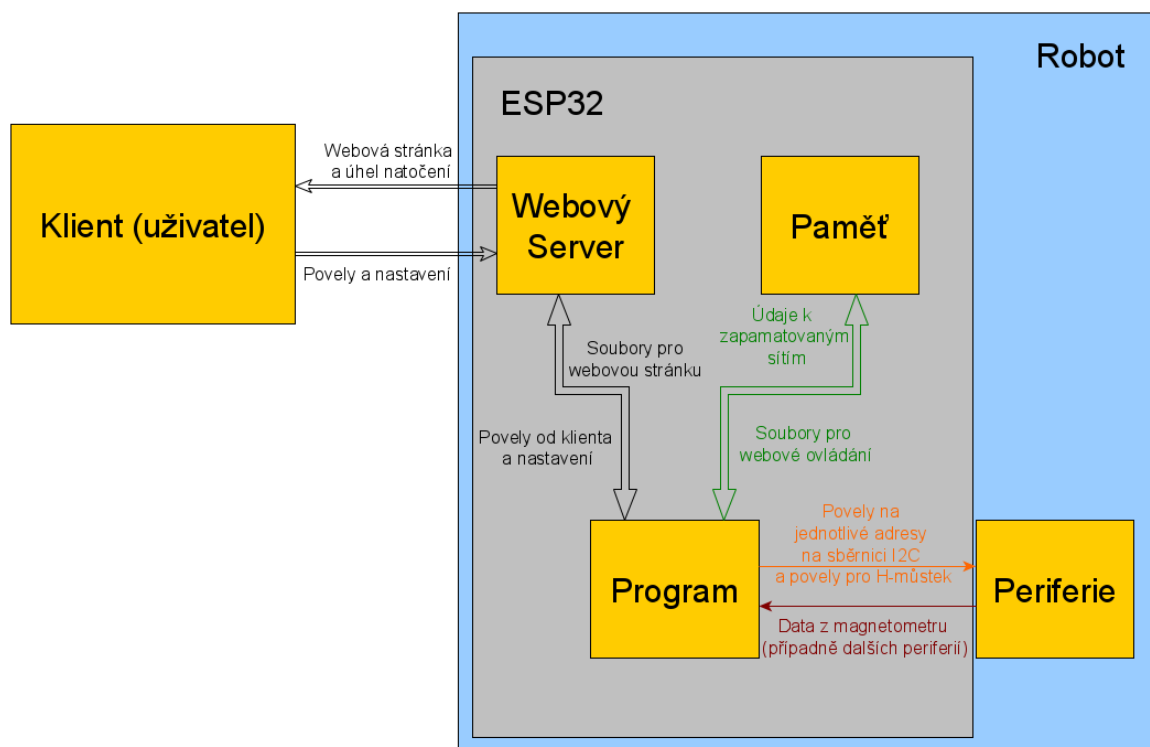 Robot
ESP32
Klient (uživatel)
Webová stránka
a úhel natočení
Povely a nastavení
Webový
Server
Paměť
Soubory pro
webovou stránku
Povely od klienta
a nastavení
Údaje k
zapamatovaným
sítím
Soubory pro
webové ovládání
Program
Povely na
jednotlivé adresy
na sběrnici I2C
a povely pro H-můstek
Data z magnetometru
(případně dalších periferií)
Periferie